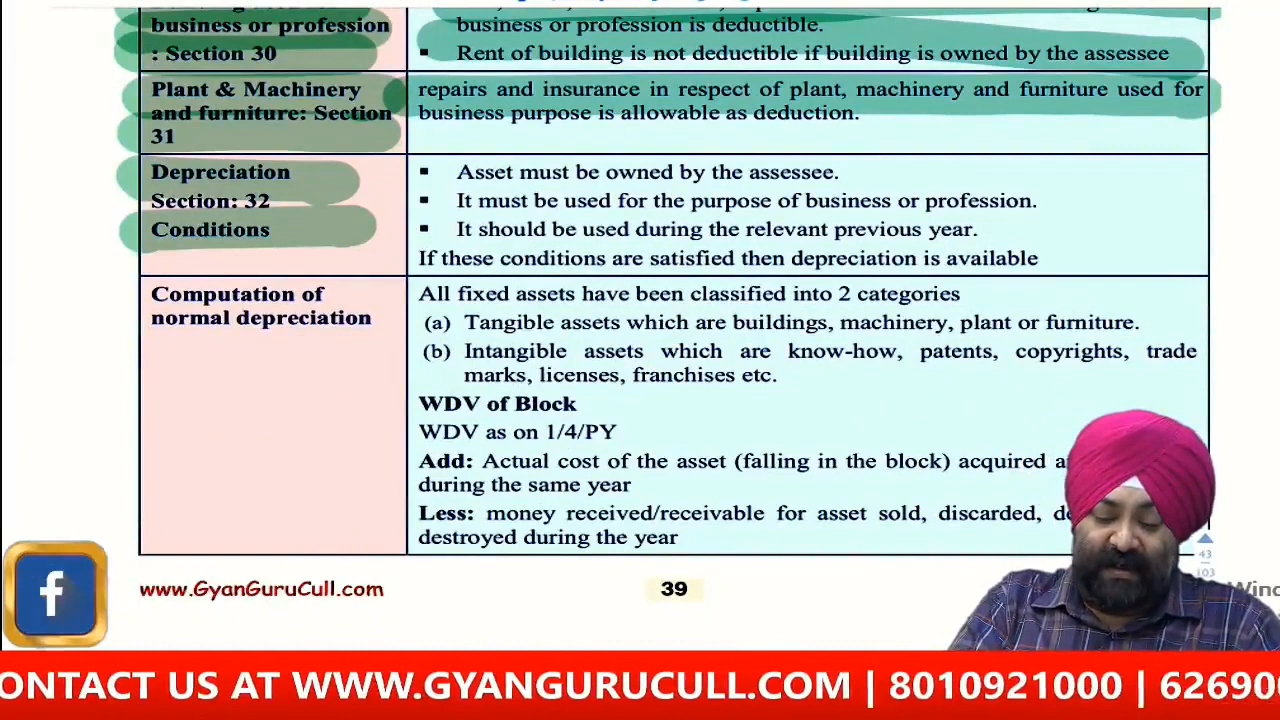 business or profession
: Section 30
business or profession is deductible.
▪ Rent of building is not deductible if building is owned by the assessee
Plant & Machinery
and furniture: Section
31
repairs and insurance in respect of plant, machinery and furniture used for
business purpose is allowable as deduction.
Depreciation
Section: 32
Conditions
▪ Asset must be owned by the assessee.
▪ It must be used for the purpose of business or profession.
▪ It should be used during the relevant previous year.
If these conditions are satisfied then depreciation is available
Computation of
normal depreciation
All fixed assets have been classified into 2 categories
(a) Tangible assets which are buildings, machinery, plant or furniture.
(b) Intangible assets which are know-how, patents, copyrights, trade
marks, licenses, franchises etc.
WDV of Block
WDV as on 1/4/PY
Add: Actual cost of the asset (falling in the block) acquired
during the same year
Less: money received/receivable for asset sold, discarded,
destroyed during the year
43
103
www.GyanGuruCull.com
39
f
ONTACT US AT WWW.GYANGURUCULL.COM | 8010921000 | 6269